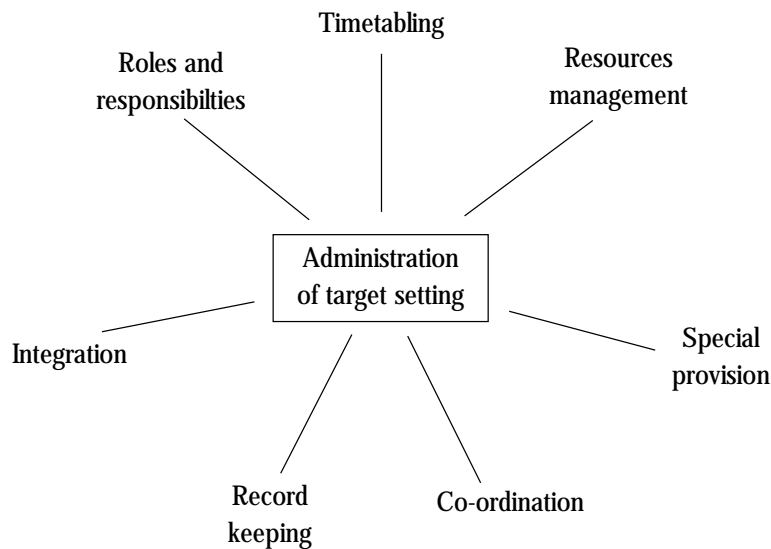 Timetabling
Roles and
responsibilties
Resources
management
Administration
of target setting
Integration
Special
provision
Record
keeping
Co-ordination